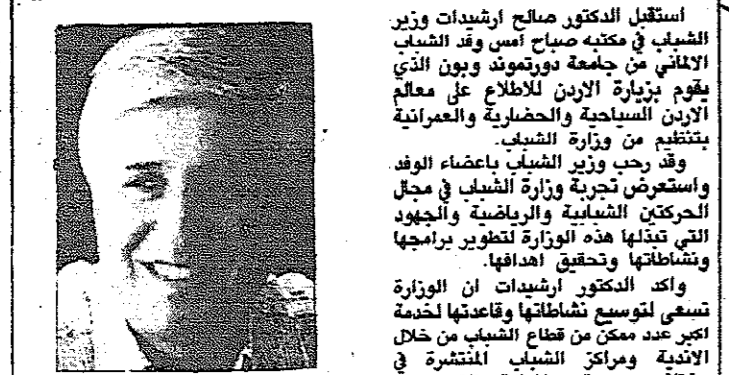 استقبل الدكتور صالح ارشيدات وزير
الشباب في مكتبه صباح امس وفد الشباب
الالماني من جامعة دورتموند وبون الذي
يقوم بزيارة الاردن للاطلاع على معالم
الاردن السياحية والحضارية والعمرانية
بتنظيم من وزارة الشباب.
وقد رحب وزير الشباب باعضاء الوفد
واستعرض تجربة وزارة الشباب في مجال
الحركتين الشبابية والرياضية والجهود
التي تبذلها هذه الوزارة لتطوير برامجها
ونشاطاتها وتحقيق اهدافها.
واكد الدكتور ارشيدات ان الوزارة
تسعى لتوسيع نشاطاتها وقاعدتها لخدمة
اكبر عدد ممكن من قطاع الشباب من خلال
الاندية ومراكز الشباب المنتشرة في